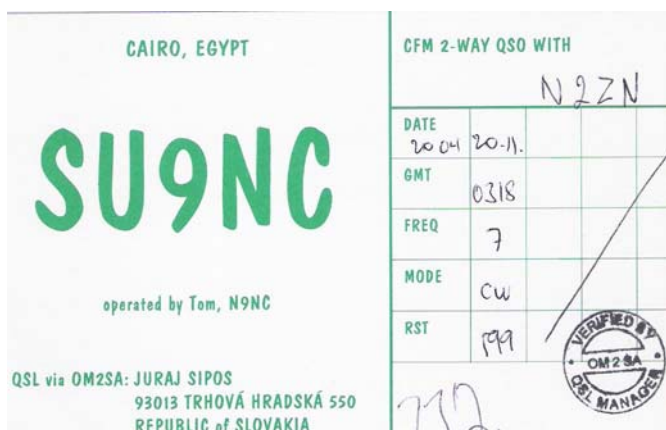 CAIRO, EGYPT
SU9NC
operated by Tom, N9NC
QSL via OM2SA: JURAJ SIPOS
93013 TRHOVÁ HRADSKÁ 550
REPUBLIC of SLOVAKIA
CFM 2-WAY QSO WITH
N2ZN
DATE
2004 20-11.
GMT
0318
FREQ
7
MODE
CW
RST
599
VERIFIED BY
OM2SA
QSL MANAGER